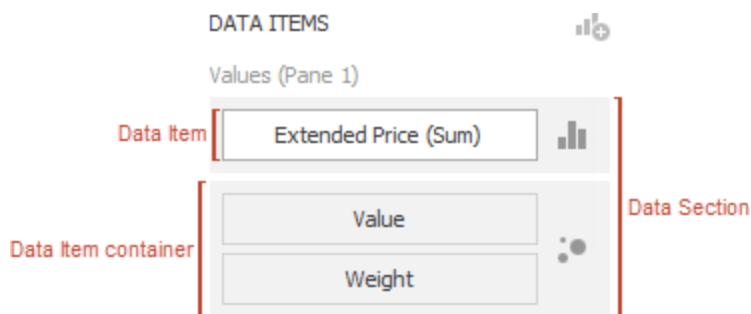 DATA ITEMS
Values (Pane 1)
Data Item
Extended Price (Sum)
Data Section
Value
Data Item container
Weight